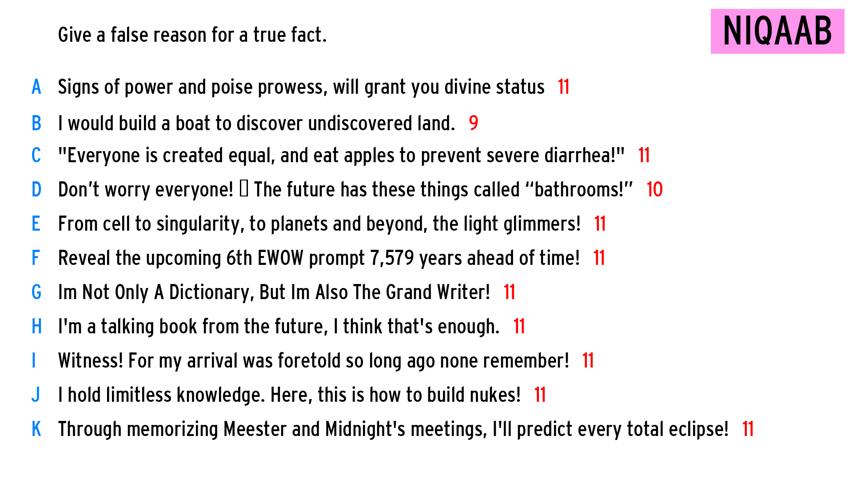 Give a false reason for a true fact.
NIQAAB
A Signs of power and poise prowess, will grant you divine status 11
B I would build a boat to discover undiscovered land. 9
C "Everyone is created equal, and eat apples to prevent severe diarrhea!" 11
D Don’t worry everyone! ▯ The future has these things called “bathrooms!” 10
E From cell to singularity, to planets and beyond, the light glimmers! 11
F Reveal the upcoming 6th EWOW prompt 7,579 years ahead of time! 11
G Im Not Only A Dictionary, But Im Also The Grand Writer! 11
H I'm a talking book from the future, I think that's enough. 11
I Witness! For my arrival was foretold so long ago none remember! 11
J I hold limitless knowledge. Here, this is how to build nukes! 11
K Through memorizing Meester and Midnight's meetings, I'll predict every total eclipse! 11